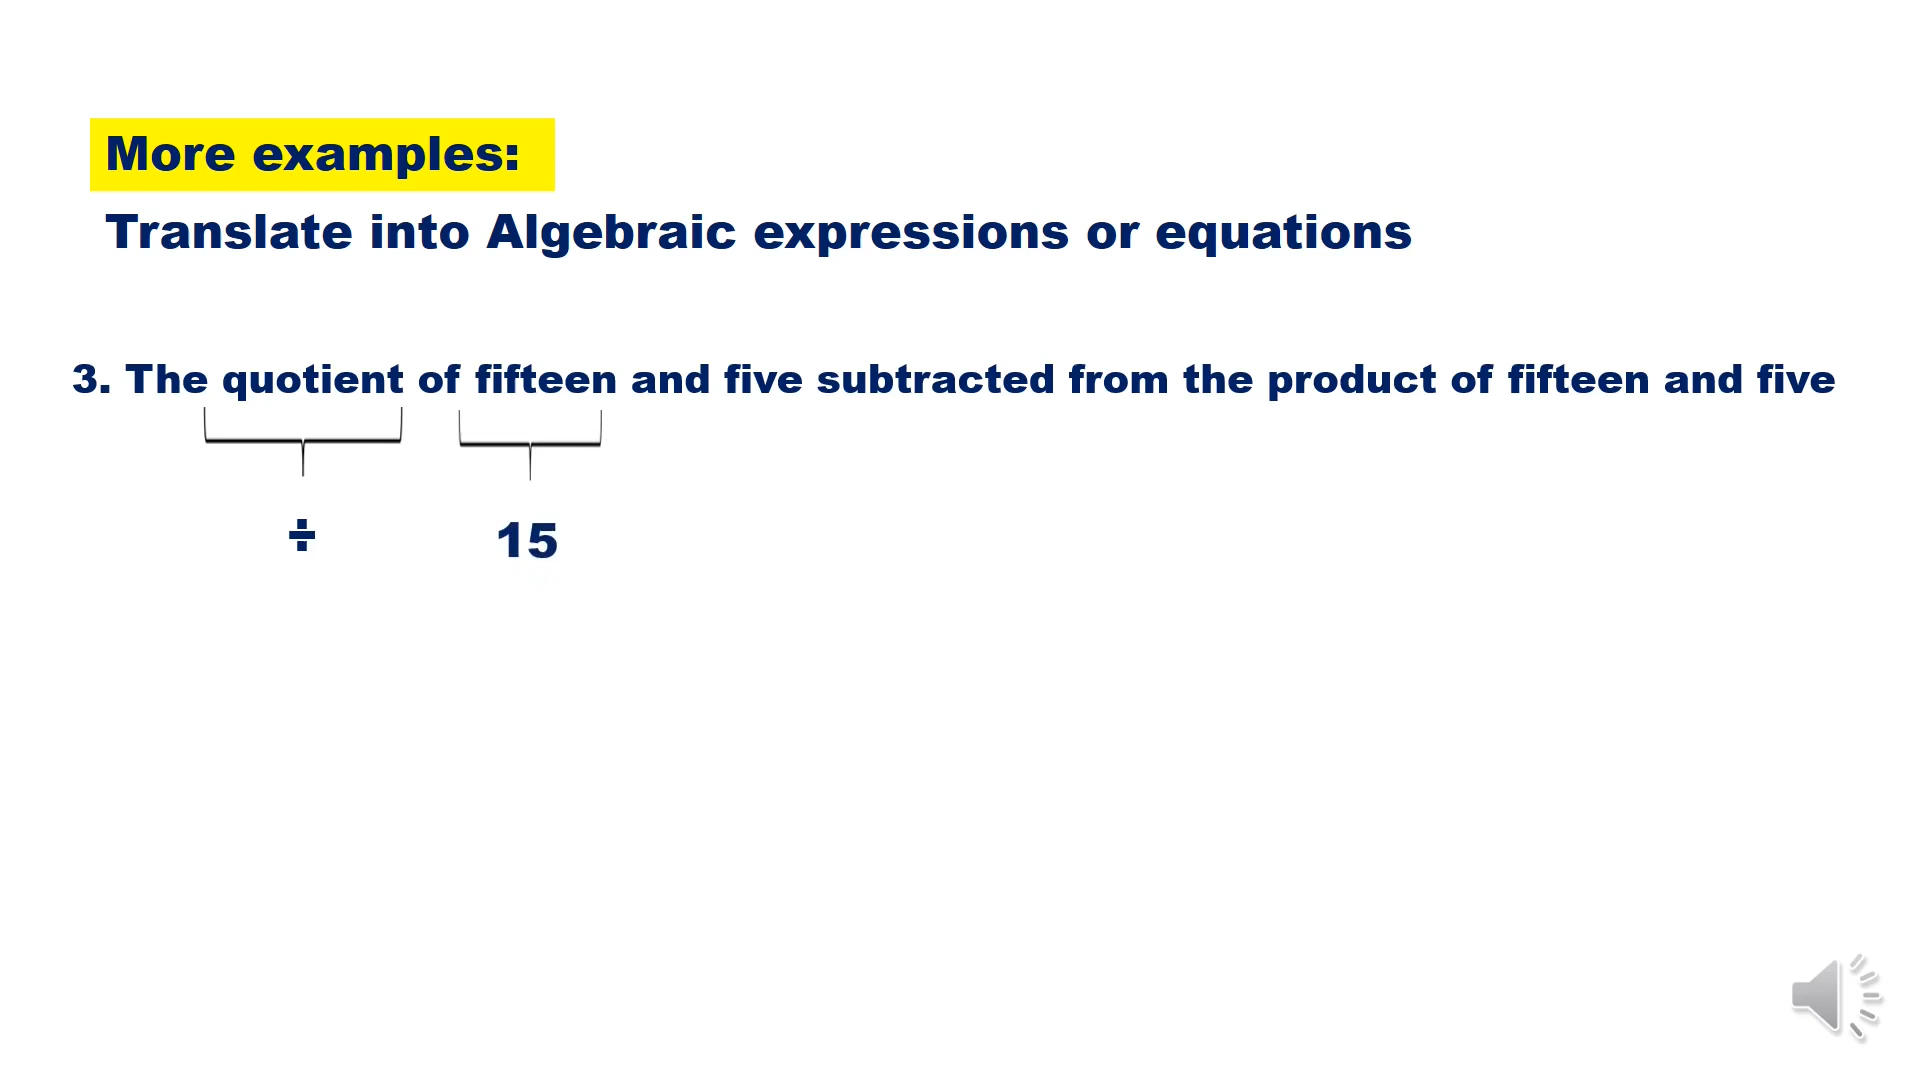 More examples:
Translate into Algebraic expressions or equations
3. The quotient of fifteen and five subtracted from the product of fifteen and five
÷ 15